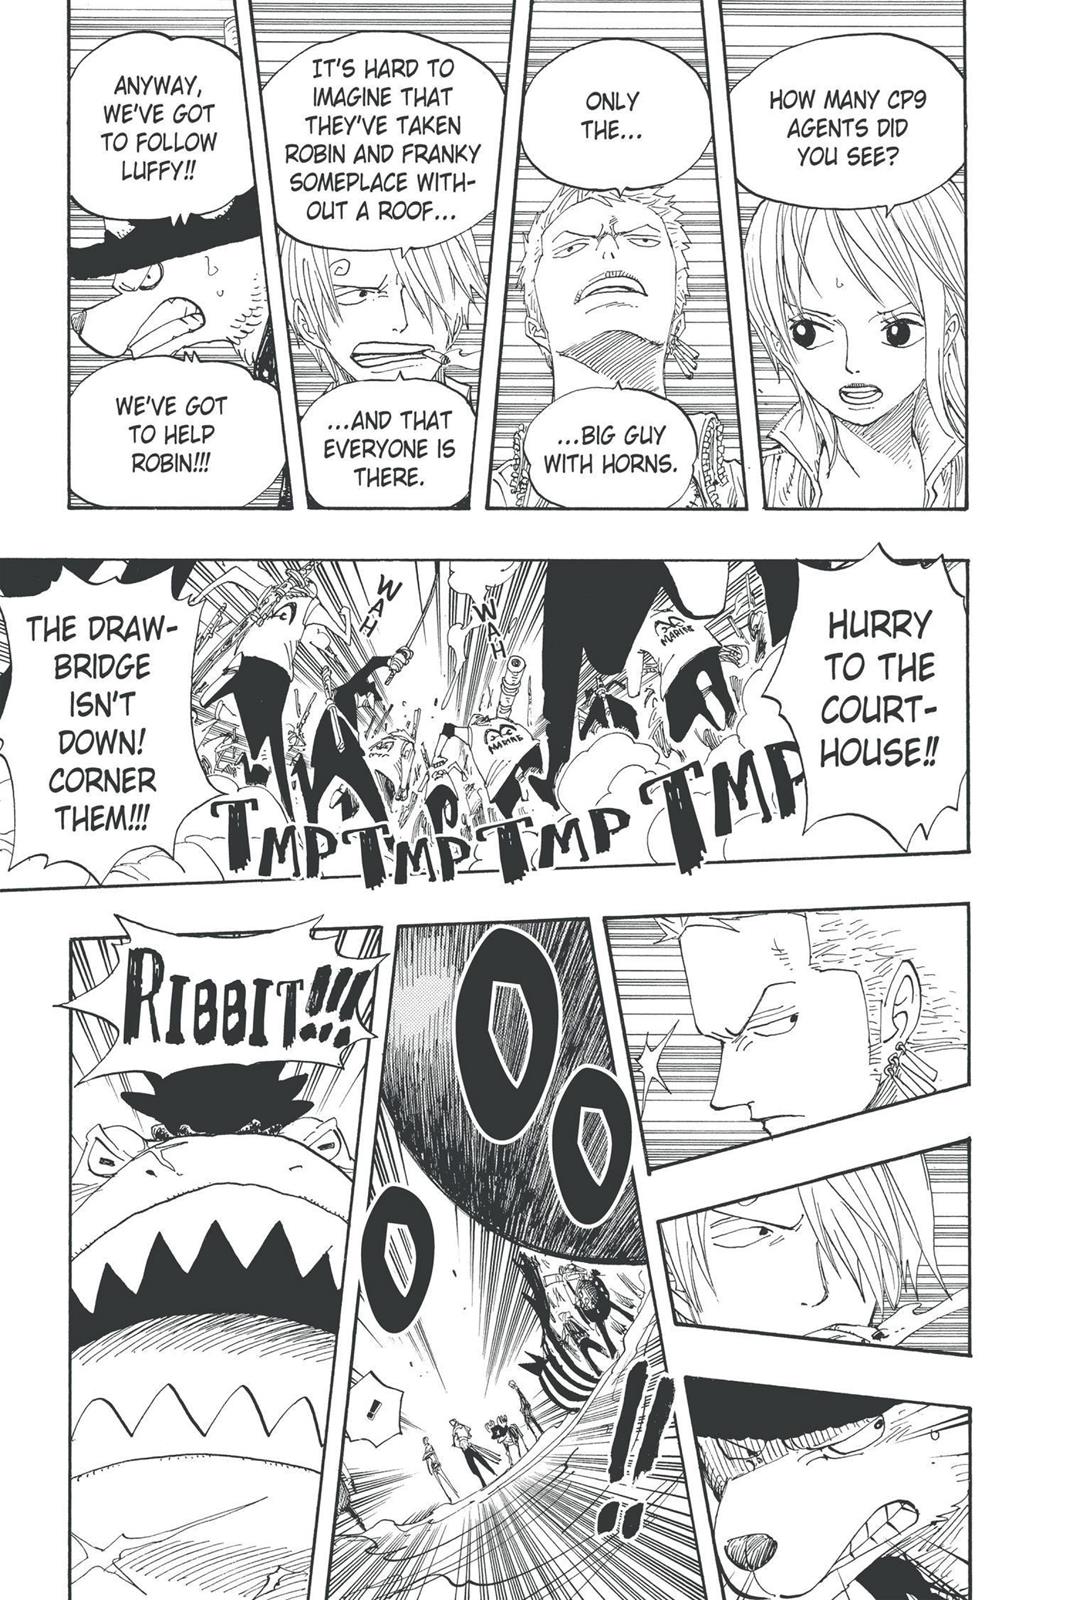 HOW MANY CP9
AGENTS DID
YOU SEE?
ONLY
THE...
...BIG GUY
WITH HORNS.
IT'S HARD TO
IMAGINE THAT
THEY'VE TAKEN
ROBIN AND FRANKY
SOMEPLACE WITH-
OUT A ROOF...
...AND THAT
EVERYONE IS
THERE.
ANYWAY,
WE'VE GOT
TO FOLLOW
LUFFY!!
WE'VE GOT
TO HELP
ROBIN!!!
HURRY
TO THE
COURT-
HOUSE!!
MARINE
WAH
MARINE
WAH
TMP TMP TMP TMP
THE DRAW-
BRIDGE
ISN'T
DOWN!
CORNER
THEM!!!
!!
!
RIBBIT!!!